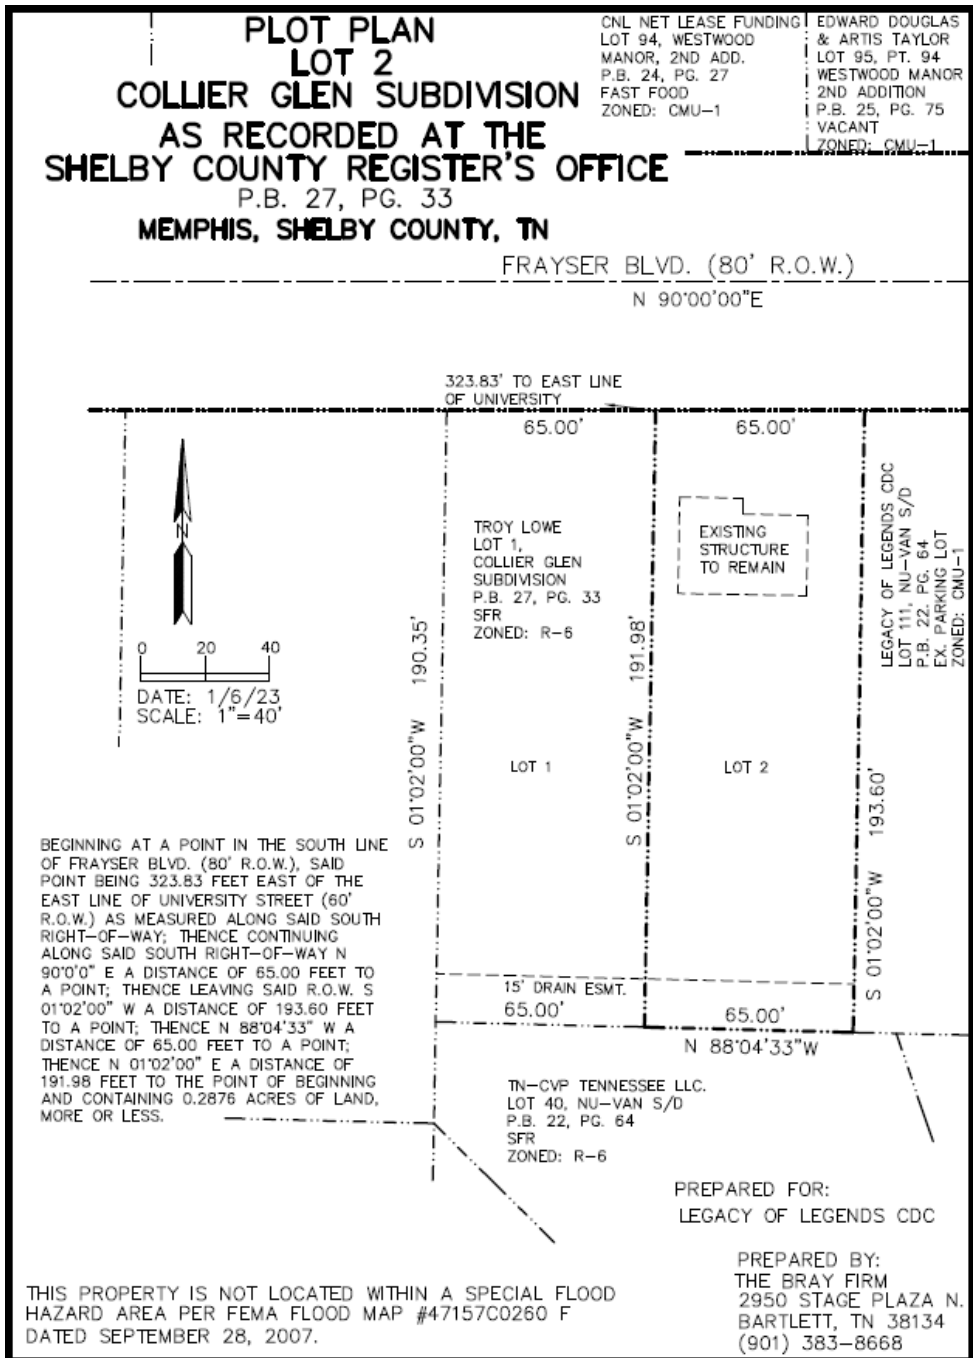 PLOT PLAN
LOT 2
COLLIER GLEN SUBDIVISION
AS RECORDED AT THE
SHELBY COUNTY REGISTER'S OFFICE
P.B. 27, PG. 33
MEMPHIS, SHELBY COUNTY, TN
CNL NET LEASE FUNDING
LOT 94, WESTWOOD
MANOR, 2ND ADD.
P.B. 24, PG. 27
FAST FOOD
ZONED: CMU-1
EDWARD DOUGLAS
& ARTIS TAYLOR
LOT 95, PT. 94
WESTWOOD MANOR
2ND ADDITION
P.B. 25, PG. 75
VACANT
ZONED: CMU-1
FRAYSER BLVD. (80' R.O.W.)
N 90°00'00"E
323.83' TO EAST LINE
OF UNIVERSITY
65.00'
65.00'
N
0 20 40
DATE: 1/6/23
SCALE: 1"=40'
TROY LOWE
LOT 1,
COLLIER GLEN
SUBDIVISION
P.B. 27, PG. 33
SFR
ZONED: R-6
EXISTING
STRUCTURE
TO REMAIN
LEGACY OF LEGENDS CDC
LOT 111, NU-VAN S/D
P.B. 22, PG. 64
EX. PARKING LOT
ZONED: CMU-1
S 01°02'00"W 190.35'
S 01°02'00"W 191.98'
S 01°02'00"W 193.60'
LOT 1
LOT 2
BEGINNING AT A POINT IN THE SOUTH LINE
OF FRAYSER BLVD. (80' R.O.W.), SAID
POINT BEING 323.83 FEET EAST OF THE
EAST LINE OF UNIVERSITY STREET (60'
R.O.W.) AS MEASURED ALONG SAID SOUTH
RIGHT-OF-WAY; THENCE CONTINUING
ALONG SAID SOUTH RIGHT-OF-WAY N
90°0'0" E A DISTANCE OF 65.00 FEET TO
A POINT; THENCE LEAVING SAID R.O.W. S
01°02'00" W A DISTANCE OF 193.60 FEET
TO A POINT; THENCE N 88°04'33" W A
DISTANCE OF 65.00 FEET TO A POINT;
THENCE N 01°02'00" E A DISTANCE OF
191.98 FEET TO THE POINT OF BEGINNING
AND CONTAINING 0.2876 ACRES OF LAND,
MORE OR LESS.
15' DRAIN ESMT.
65.00'
65.00'
N 88°04'33"W
TN-CVP TENNESSEE LLC.
LOT 40, NU-VAN S/D
P.B. 22, PG. 64
SFR
ZONED: R-6
PREPARED FOR:
LEGACY OF LEGENDS CDC
PREPARED BY:
THE BRAY FIRM
2950 STAGE PLAZA N.
BARTLETT, TN 38134
(901) 383-8668
THIS PROPERTY IS NOT LOCATED WITHIN A SPECIAL FLOOD
HAZARD AREA PER FEMA FLOOD MAP #47157C0260 F
DATED SEPTEMBER 28, 2007.